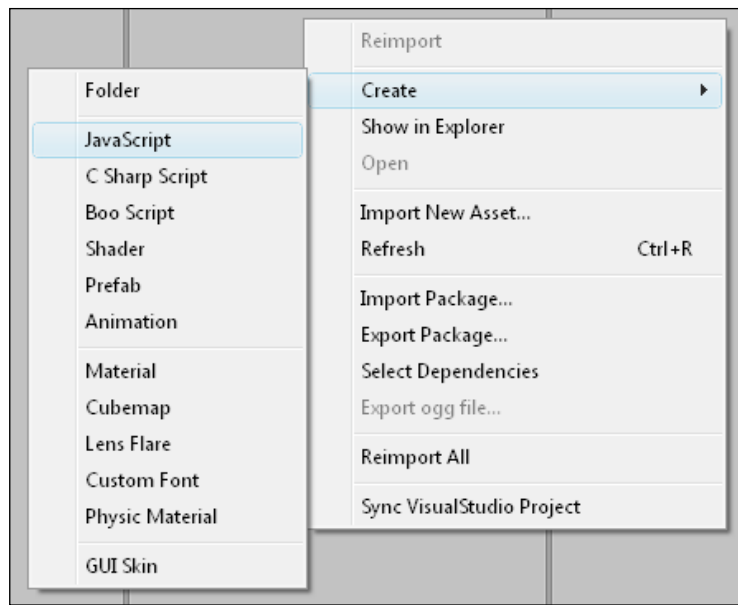 Reimport
Create
Show in Explorer
Open
Import New Asset...
Refresh Ctrl+R
Import Package...
Export Package...
Select Dependencies
Export ogg file...
Reimport All
Sync VisualStudio Project
Folder
JavaScript
C Sharp Script
Boo Script
Shader
Prefab
Animation
Material
Cubemap
Lens Flare
Custom Font
Physic Material
GUI Skin